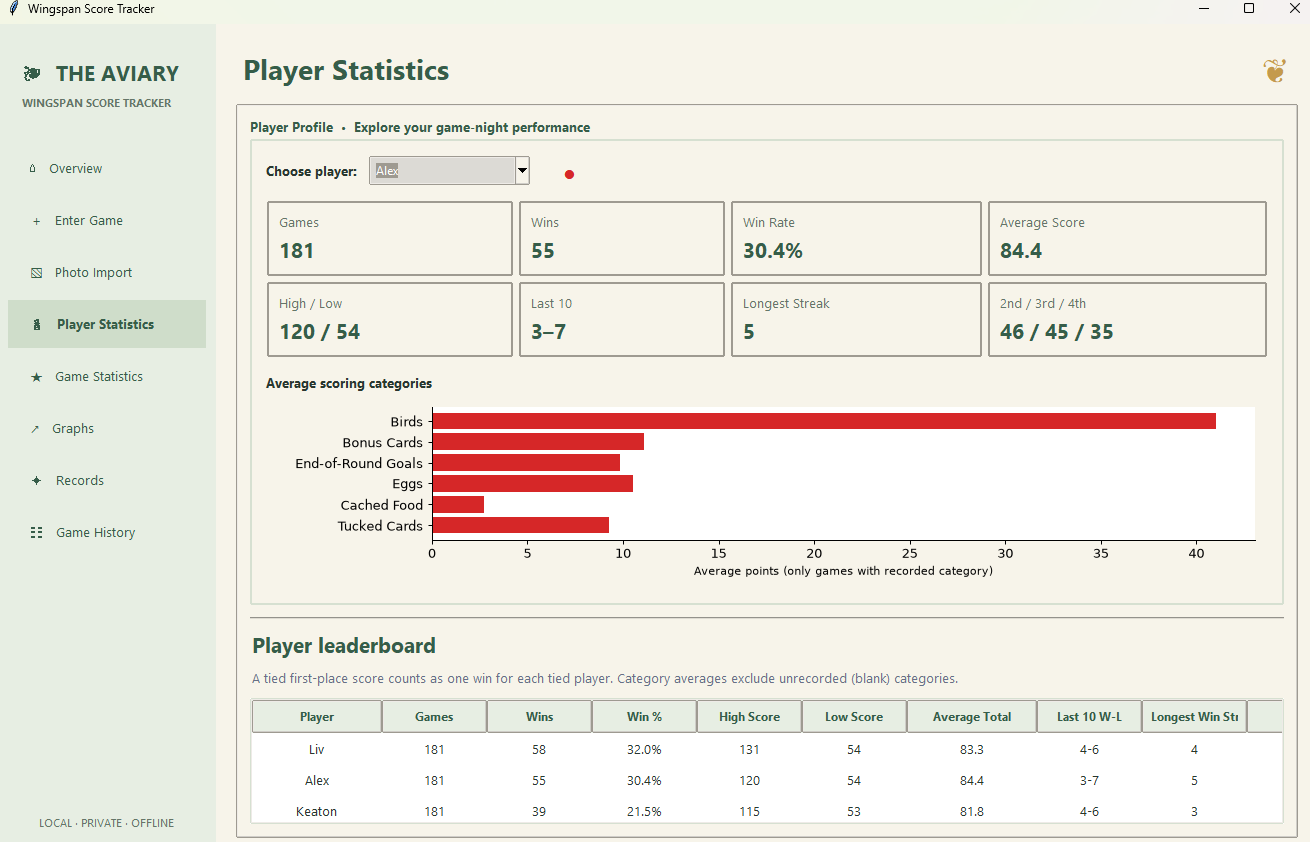 Wingspan Score Tracker
THE AVIARY
WINGSPAN SCORE TRACKER
Overview
+ Enter Game
Photo Import
Player Statistics
★ Game Statistics
↗ Graphs
✦ Records
☷ Game History
LOCAL · PRIVATE · OFFLINE
Player Statistics
Player Profile • Explore your game-night performance
Choose player: Alex
Games Wins Win Rate Average Score
181 55 30.4% 84.4
High / Low Last 10 Longest Streak 2nd / 3rd / 4th
120 / 54 3–7 5 46 / 45 / 35
Average scoring categories
Birds
Bonus Cards
End-of-Round Goals
Eggs
Cached Food
Tucked Cards
0 5 10 15 20 25 30 35 40
Average points (only games with recorded category)
Player leaderboard
A tied first-place score counts as one win for each tied player. Category averages exclude unrecorded (blank) categories.
Player Games Wins Win % High Score Low Score Average Total Last 10 W-L Longest Win Str
Liv 181 58 32.0% 131 54 83.3 4-6 4
Alex 181 55 30.4% 120 54 84.4 3-7 5
Keaton 181 39 21.5% 115 53 81.8 4-6 3